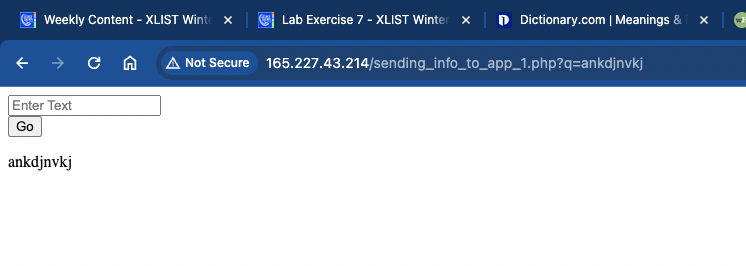 Weekly Content - XLIST Wint
Lab Exercise 7 - XLIST Winter
Dictionary.com | Meanings &
Not Secure
165.227.43.214/sending_info_to_app_1.php?q=ankdjnvkj
Enter Text
Go
ankdjnvkj